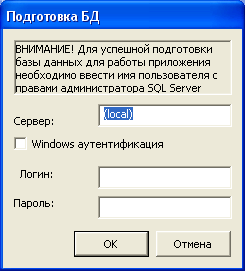 Подготовка БД
ВНИМАНИЕ! Для успешной подготовки
базы данных для работы приложения
необходимо ввести имя пользователя с
правами администратора SQL Server
Сервер: (local)
Windows аутентификация
Логин:
Пароль:
OK Отмена